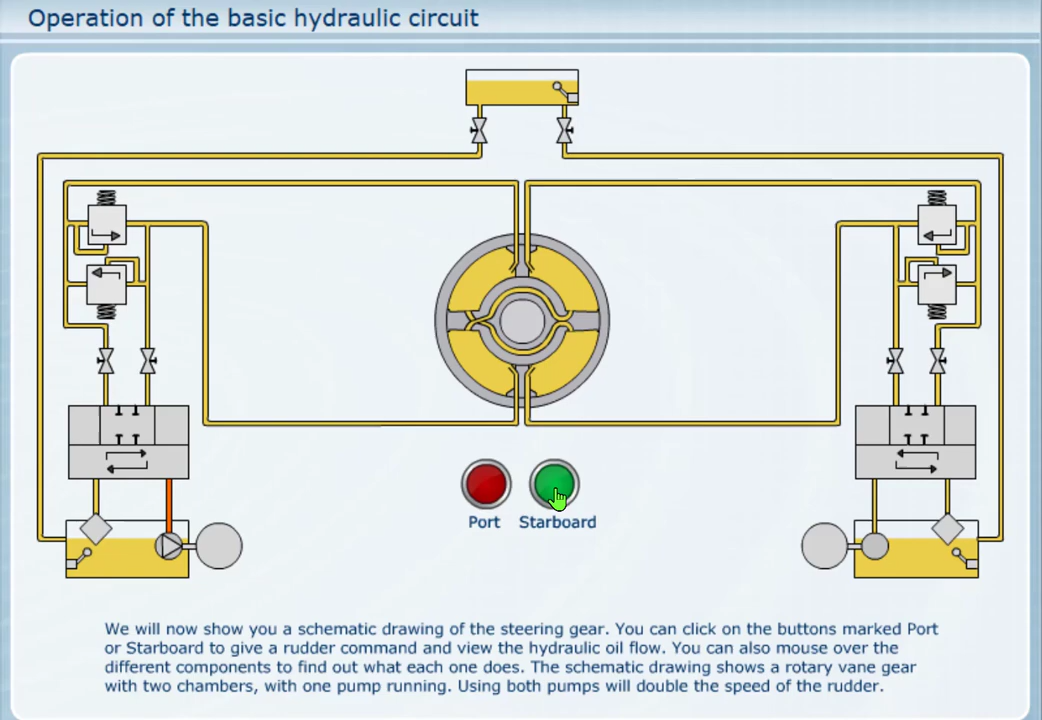 Operation of the basic hydraulic circuit
Port
Starboard
We will now show you a schematic drawing of the steering gear. You can click on the buttons marked Port
or Starboard to give a rudder command and view the hydraulic oil flow. You can also mouse over the
different components to find out what each one does. The schematic drawing shows a rotary vane gear
with two chambers, with one pump running. Using both pumps will double the speed of the rudder.